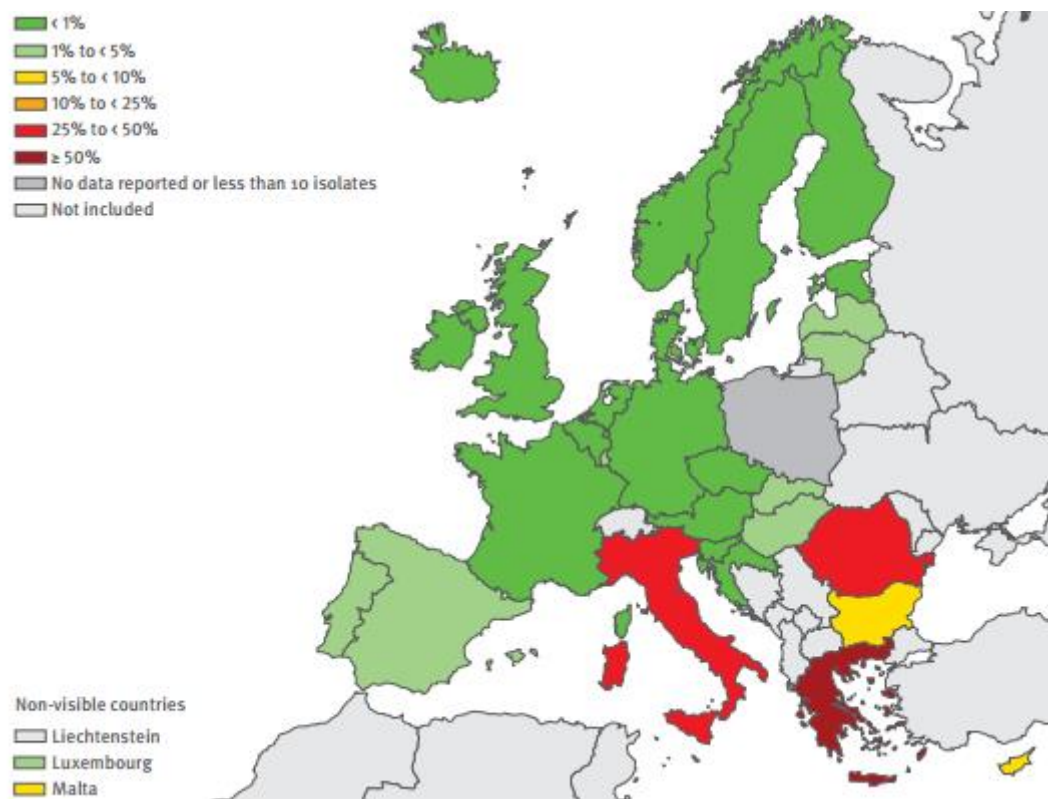 < 1%
1% to < 5%
5% to < 10%
10% to < 25%
25% to < 50%
≥ 50%
No data reported or less than 10 isolates
Not included
Non-visible countries
Liechtenstein
Luxembourg
Malta